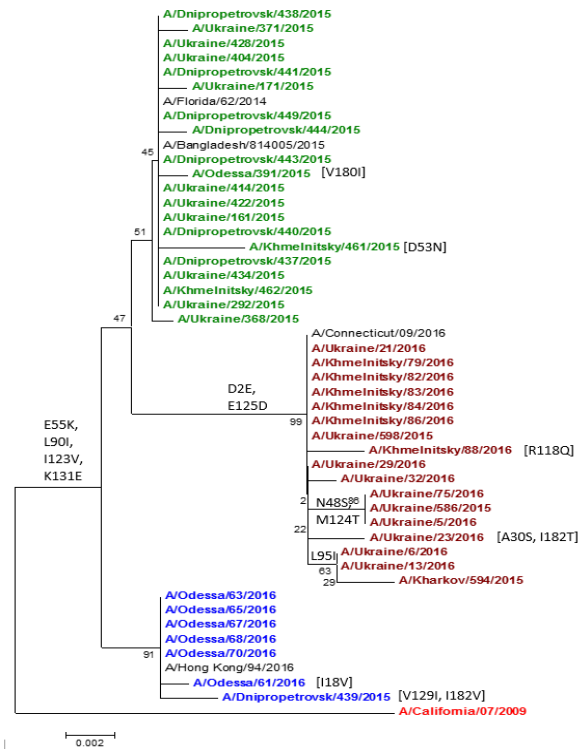 A/Dnipropetrovsk/438/2015
A/Ukraine/371/2015
A/Ukraine/428/2015
A/Ukraine/404/2015
A/Dnipropetrovsk/441/2015
A/Ukraine/171/2015
A/Florida/62/2014
A/Dnipropetrovsk/449/2015
A/Dnipropetrovsk/444/2015
A/Bangladesh/814005/2015
45
A/Dnipropetrovsk/443/2015
A/Odessa/391/2015 [V180I]
A/Ukraine/414/2015
A/Ukraine/422/2015
A/Ukraine/161/2015
A/Dnipropetrovsk/440/2015
51
A/Khmelnitsky/461/2015 [D53N]
A/Dnipropetrovsk/437/2015
A/Ukraine/434/2015
A/Khmelnitsky/462/2015
A/Ukraine/292/2015
A/Ukraine/368/2015
47
A/Connecticut/09/2016
A/Ukraine/21/2016
A/Khmelnitsky/79/2016
A/Khmelnitsky/82/2016
D2E,
A/Khmelnitsky/83/2016
E125D
A/Khmelnitsky/84/2016
99
A/Khmelnitsky/86/2016
A/Ukraine/598/2015
A/Khmelnitsky/88/2016 [R118Q]
E55K,
L90I,
I123V,
K131E
A/Ukraine/29/2016
A/Ukraine/32/2016
2
N48S,
86
M124T
A/Ukraine/75/2016
A/Ukraine/586/2015
A/Ukraine/5/2016
22
A/Ukraine/23/2016 [A30S, I182T]
L95I
A/Ukraine/6/2016
A/Ukraine/13/2016
63
29
A/Kharkov/594/2015
A/Odessa/63/2016
A/Odessa/65/2016
A/Odessa/67/2016
A/Odessa/68/2016
A/Odessa/70/2016
91
A/Hong Kong/94/2016
A/Odessa/61/2016 [I18V]
A/Dnipropetrovsk/439/2015 [V129I, I182V]
A/California/07/2009
0.002